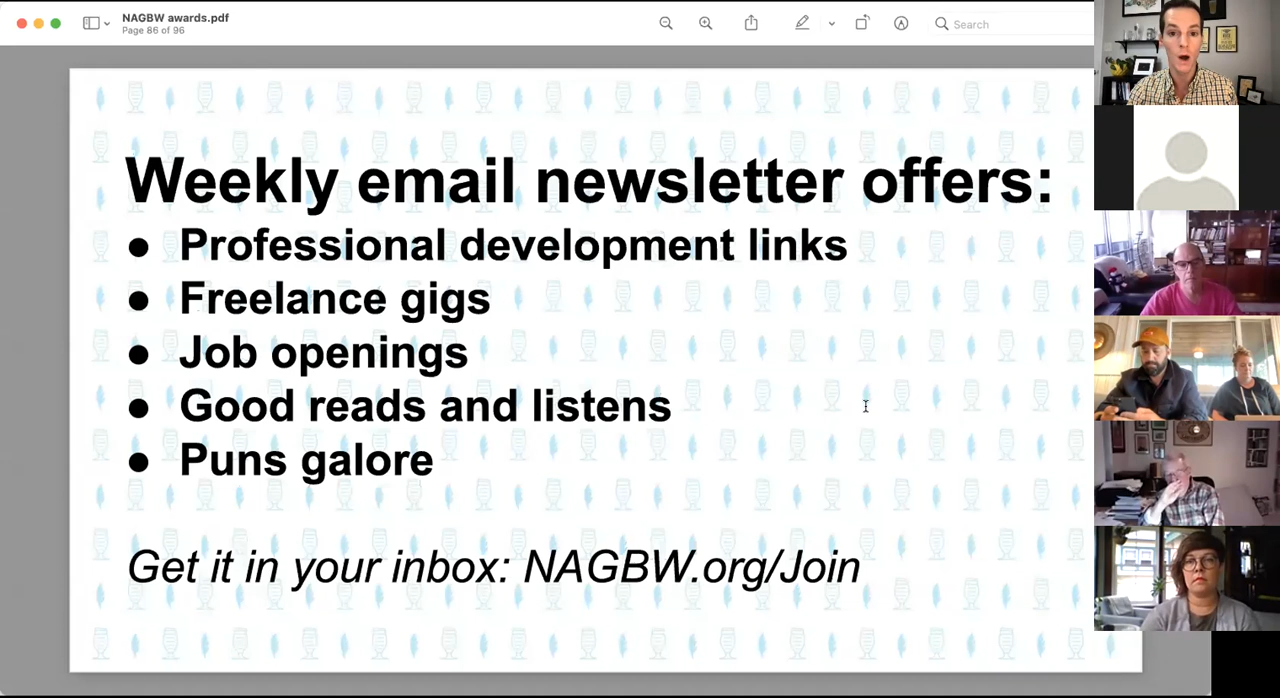 NAGBW awards.pdf
Page 86 of 96
Search
Weekly email newsletter offers:
● Professional development links
● Freelance gigs
● Job openings
● Good reads and listens
● Puns galore
Get it in your inbox: NAGBW.org/Join